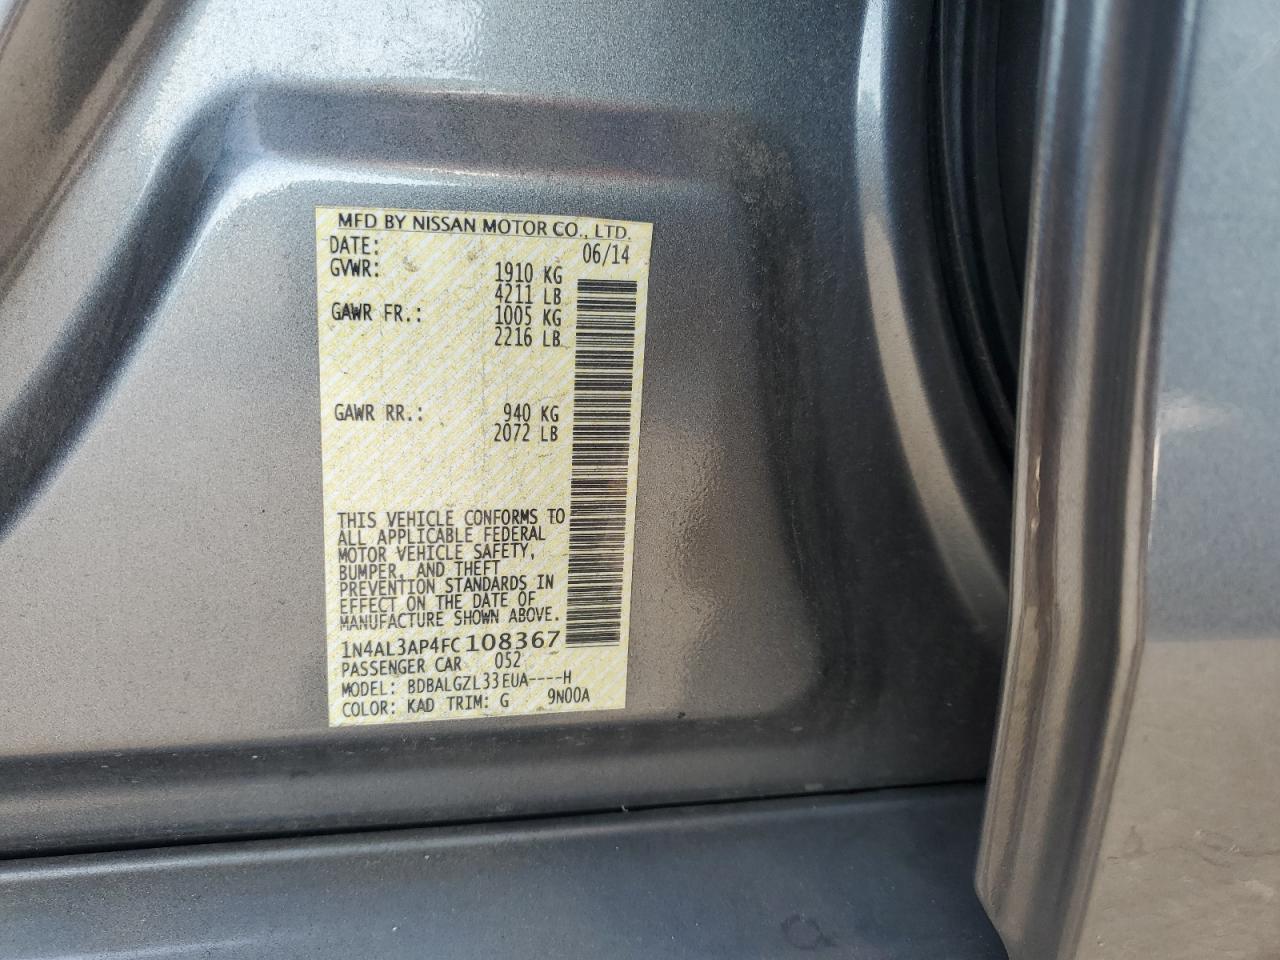 MFD BY NISSAN MOTOR CO., LTD.
DATE: 06/14
GVWR: 1910 KG
4211 LB
GAWR FR.: 1005 KG
2216 LB
GAWR RR.: 940 KG
2072 LB
THIS VEHICLE CONFORMS TO
ALL APPLICABLE FEDERAL
MOTOR VEHICLE SAFETY,
BUMPER, AND THEFT
PREVENTION STANDARDS IN
EFFECT ON THE DATE OF
MANUFACTURE SHOWN ABOVE.
1N4AL3AP4FC108367
PASSENGER CAR 052
MODEL: BDBALGZL33EUA----H
COLOR: KAD TRIM: G 9N00A